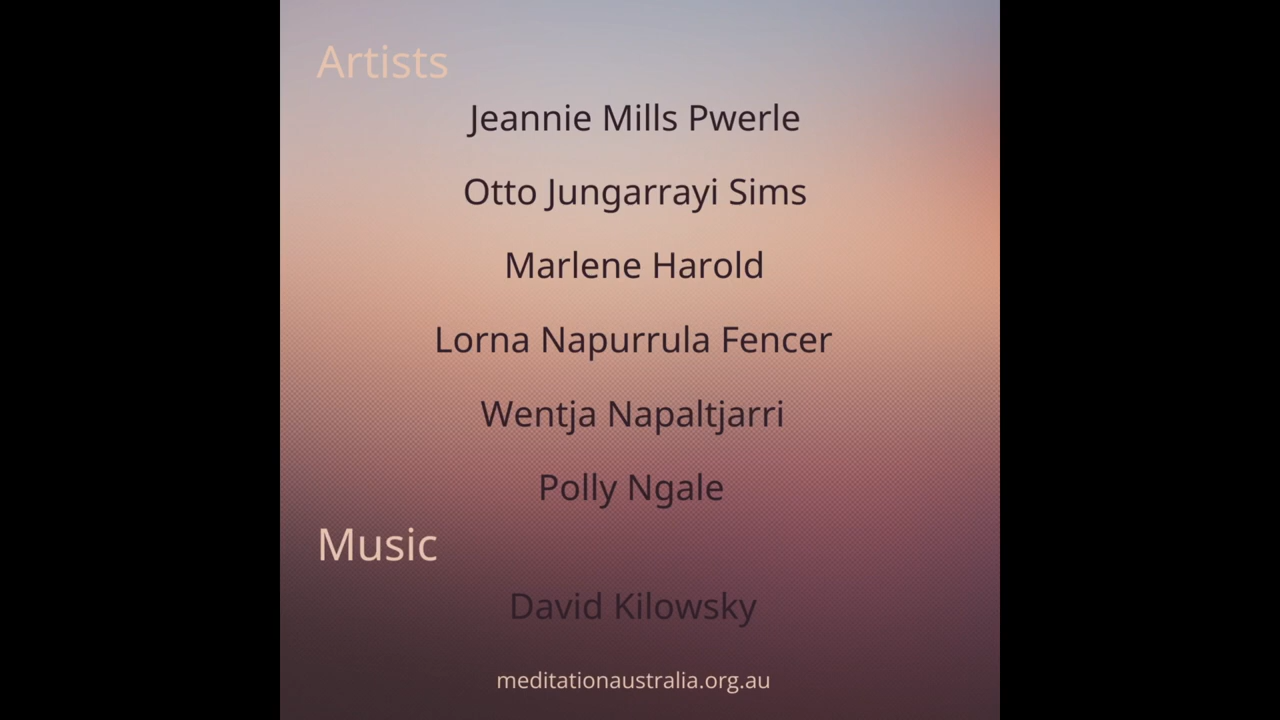 Artists
Jeannie Mills Pwerle
Otto Jungarrayi Sims
Marlene Harold
Lorna Napurrula Fencer
Wentja Napaltjarri
Polly Ngale
Music
David Kilowsky
meditationaustralia.org.au